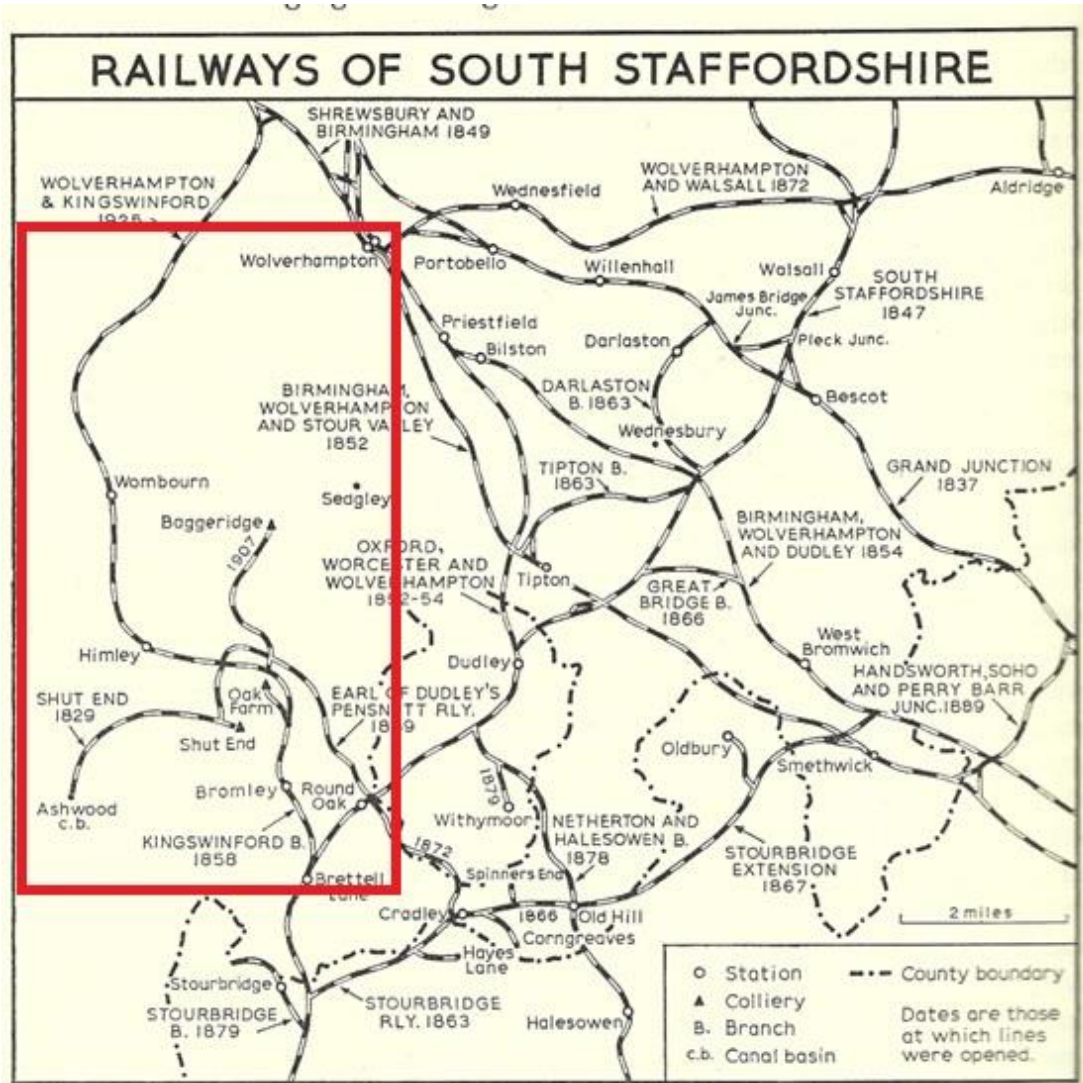 RAILWAYS OF SOUTH STAFFORDSHIRE
SHREWSBURY AND
BIRMINGHAM 1849
WOLVERHAMPTON
& KINGSWINFORD
1925
Wednesfield
WOLVERHAMPTON
AND WALSALL 1872
Aldridge
Wolverhampton
Portobello
Willenhall
Walsall
SOUTH
STAFFORDSHIRE
1847
James Bridge
Junc.
Pleck Junc.
Priestfield
Bilston
Darlaston
Bescot
BIRMINGHAM,
WOLVERHAMPTON
AND STOUR VALLEY
1852
DARLASTON
B. 1863
Wednesbury
Wombourn
Sedgley
TIPTON B.
1863
GRAND JUNCTION
1837
Baggeridge
1907
OXFORD,
WORCESTER AND
WOLVERHAMPTON
1852-54
Tipton
BIRMINGHAM,
WOLVERHAMPTON
AND DUDLEY 1854
GREAT
BRIDGE B.
1866
Himley
Dudley
West
Bromwich
SHUT END
1829
Oak
Farm
EARL OF DUDLEY'S
PENSNETT RLY.
HANDSWORTH, SOHO
AND PERRY BARR
JUNC. 1889
Shut End
Oldbury
Smethwick
Ashwood
c.b.
Bromley
Round
Oak
1879
Withymoor
NETHERTON AND
HALESOWEN B.
1878
KINGSWINFORD B.
1858
1872
STOURBRIDGE
EXTENSION
1867
Brettell
Lane
Spinners End
Cradley
1866
Old Hill
2 miles
Corngreaves
Hayes
Lane
Stourbridge
STOURBRIDGE
B. 1879
STOURBRIDGE
RLY. 1863
Halesowen
Station
County boundary
Colliery
B. Branch
c.b. Canal basin
Dates are those
at which lines
were opened.